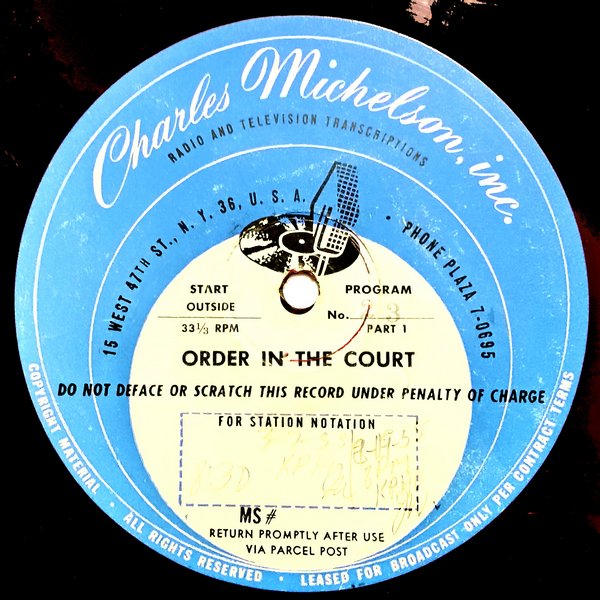 Charles Michelson, inc.
RADIO AND TELEVISION TRANSCRIPTIONS
15 WEST 47TH ST., N. Y. 36, U. S. A. • PHONE PLAZA 7-0695
START
OUTSIDE
33⅓ RPM
PROGRAM
No. 23
PART 1
ORDER IN THE COURT
DO NOT DEFACE OR SCRATCH THIS RECORD UNDER PENALTY OF CHARGE
FOR STATION NOTATION
MS#
RETURN PROMPTLY AFTER USE
VIA PARCEL POST
COPYRIGHT MATERIAL • ALL RIGHTS RESERVED • LEASED FOR BROADCAST ONLY PER CONTRACT TERMS